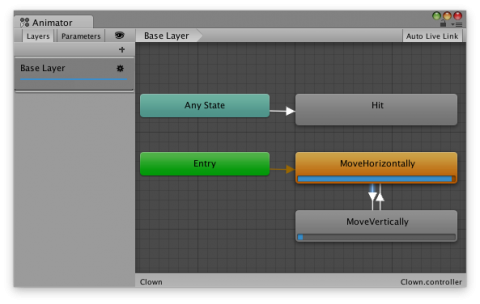 Animator
Layers Parameters
Base Layer
Auto Live Link
Base Layer
Any State
Hit
Entry
MoveHorizontally
MoveVertically
Clown
Clown.controller